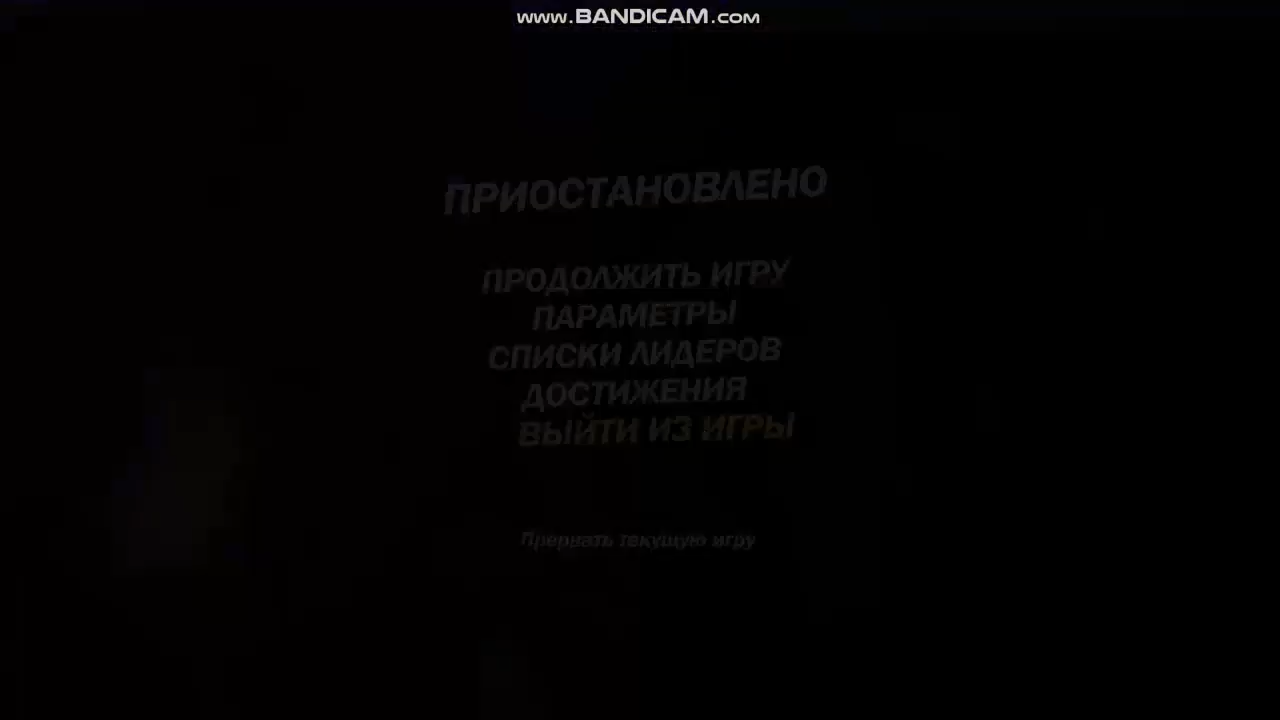 www.BANDICAM.com
ПРИОСТАНОВЛЕНО
ПРОДОЛЖИТЬ ИГРУ
ПАРАМЕТРЫ
СПИСКИ ЛИДЕРОВ
ДОСТИЖЕНИЯ
ВЫЙТИ ИЗ ИГРЫ
Прервать текущую игру